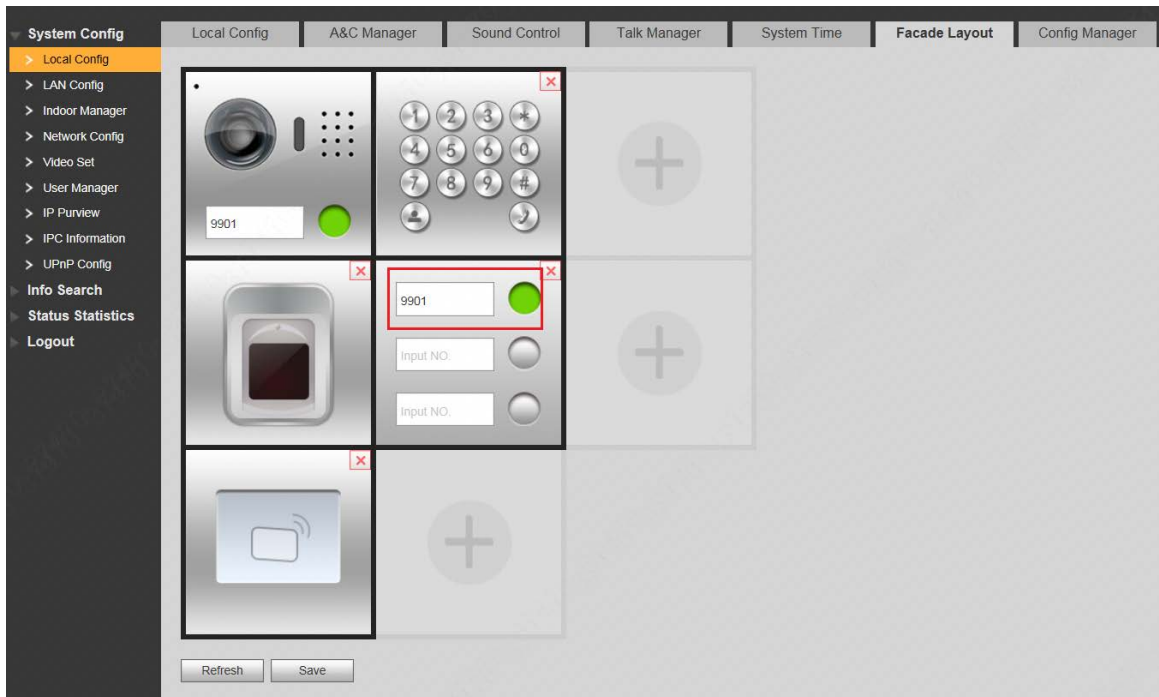 System Config
Local Config
LAN Config
Indoor Manager
Network Config
Video Set
User Manager
IP Purview
IPC Information
UPnP Config
Info Search
Status Statistics
Logout
Local Config A&C Manager Sound Control Talk Manager System Time Facade Layout Config Manager
1 2 3 *
4 5 6 0
7 8 9 #
9901
9901
Input NO.
Input NO.
Refresh Save